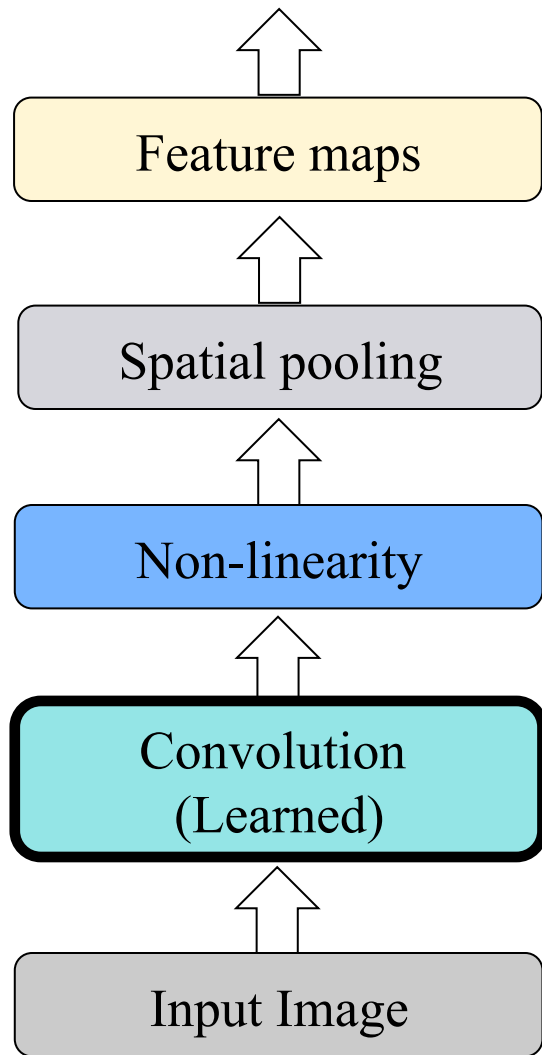 Feature maps
Spatial pooling
Non-linearity
Convolution
(Learned)
Input Image